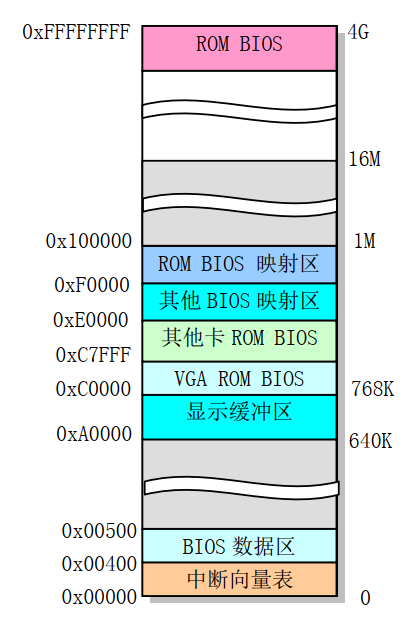 0xFFFFFFFF ROM BIOS 4G
16M
0x100000 1M
ROM BIOS 映射区
0xF0000
其他 BIOS 映射区
0xE0000
其他卡 ROM BIOS
0xC7FFF
VGA ROM BIOS
0xC0000 768K
显示缓冲区
0xA0000 640K
0x00500
BIOS 数据区
0x00400
中断向量表
0x00000 0